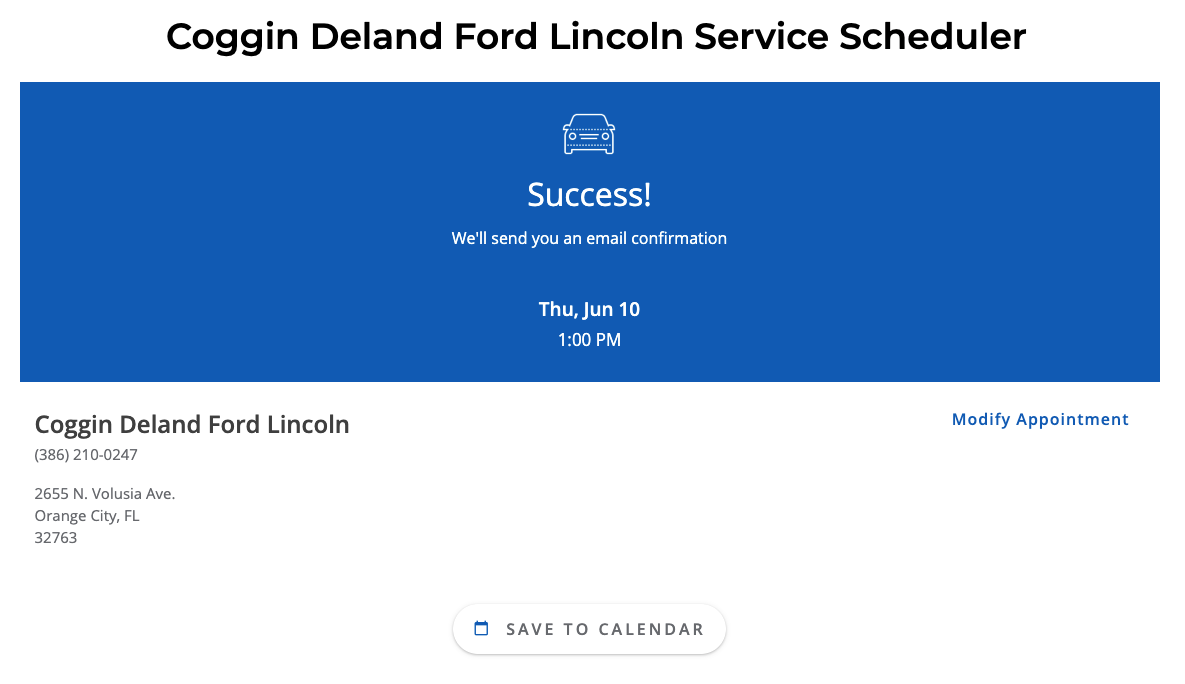 Coggin Deland Ford Lincoln Service Scheduler
Success!
We'll send you an email confirmation
Thu, Jun 10
1:00 PM
Coggin Deland Ford Lincoln
Modify Appointment
(386) 210-0247
2655 N. Volusia Ave.
Orange City, FL
32763
SAVE TO CALENDAR